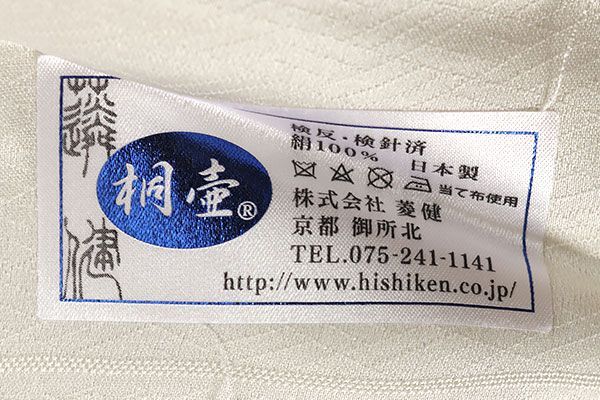 菱健
桐壷®
検反・検針済
絹100% 日本製
当て布使用
株式会社 菱健
京都 御所北
TEL.075-241-1141
http://www.hishiken.co.jp/